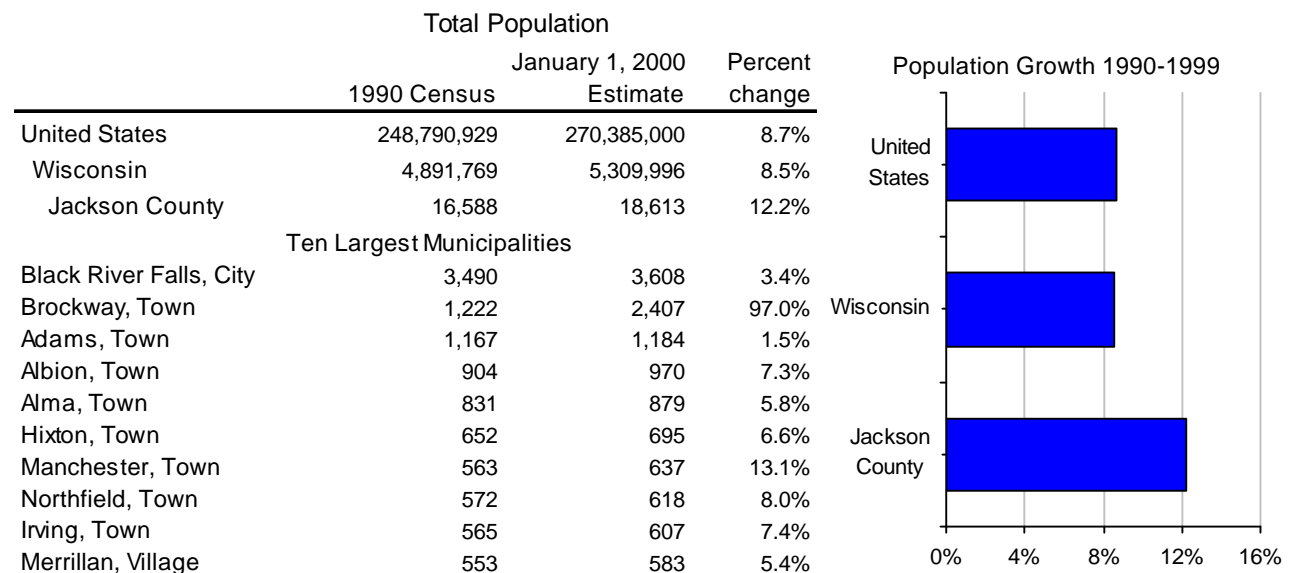 Total Population
January 1, 2000 Percent
1990 Census Estimate change
United States 248,790,929 270,385,000 8.7%
Wisconsin 4,891,769 5,309,996 8.5%
Jackson County 16,588 18,613 12.2%
Ten Largest Municipalities
Black River Falls, City 3,490 3,608 3.4%
Brockway, Town 1,222 2,407 97.0%
Adams, Town 1,167 1,184 1.5%
Albion, Town 904 970 7.3%
Alma, Town 831 879 5.8%
Hixton, Town 652 695 6.6%
Manchester, Town 563 637 13.1%
Northfield, Town 572 618 8.0%
Irving, Town 565 607 7.4%
Merrillan, Village 553 583 5.4%
Population Growth 1990-1999
United
States
Wisconsin
Jackson
County
0% 4% 8% 12% 16%